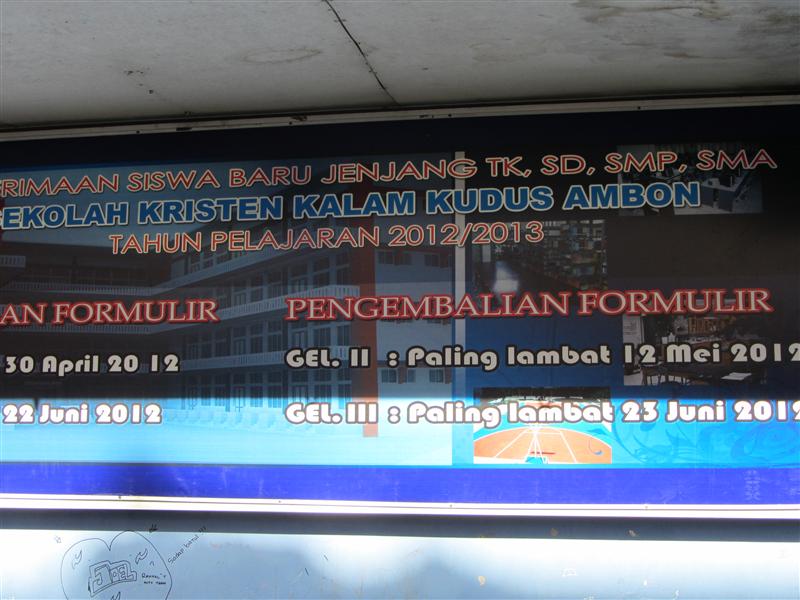 RIMAAN SISWA BARU JENJANG TK, SD, SMP, SMA
SEKOLAH KRISTEN KALAM KUDUS AMBON
TAHUN PELAJARAN 2012/2013
AN FORMULIR
30 April 20 12
22 Juni 2012
PENGEMBALIAN FORMULIR
GEL. II : Paling lambat 12 Mei 2012
GEL. III : Paling lambat 23 Juni 2012
JOEL